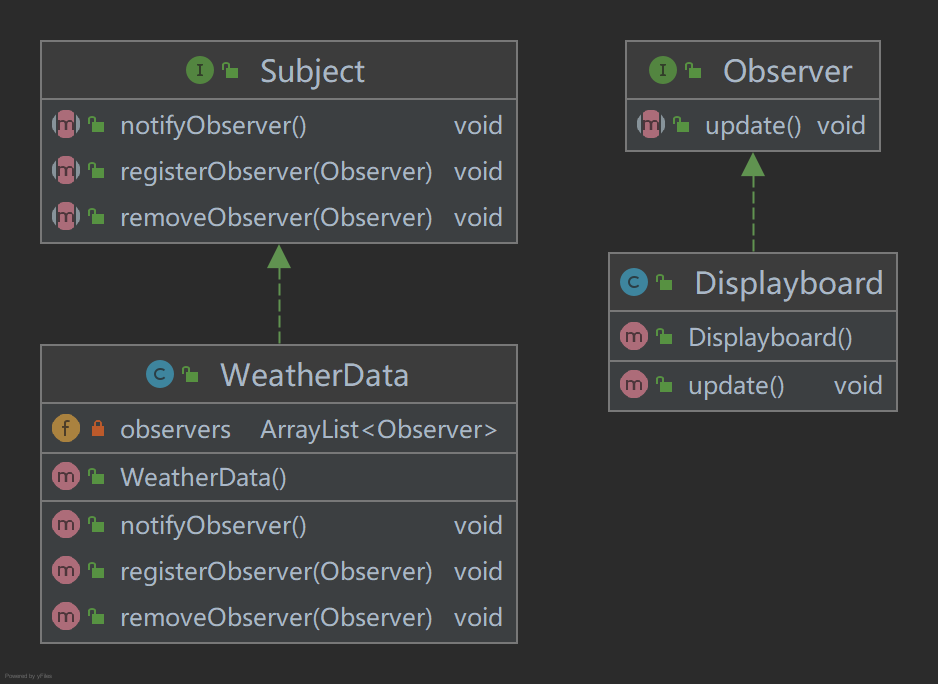 Subject
notifyObserver() void
registerObserver(Observer) void
removeObserver(Observer) void
Observer
update() void
WeatherData
observers ArrayList<Observer>
WeatherData()
notifyObserver() void
registerObserver(Observer) void
removeObserver(Observer) void
Displayboard
Displayboard()
update() void
Powered by yFiles